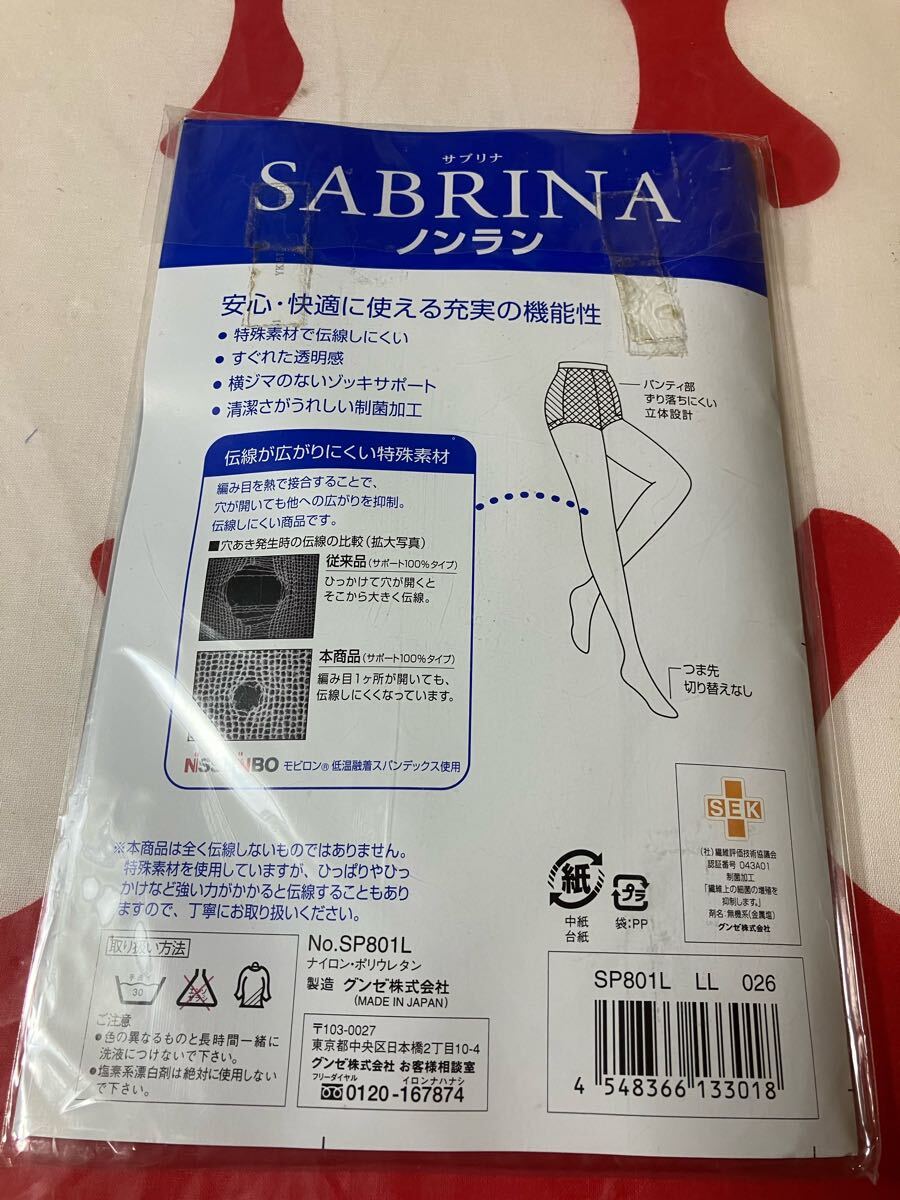 サブリナ
SABRINA
ノンラン
安心・快適に使える充実の機能性
● 特殊素材で伝線しにくい
● すぐれた透明感
● 横ジマのないゾッキサポート
● 清潔さがうれしい制菌加工
パンティ部
ずり落ちにくい
立体設計
伝線が広がりにくい特殊素材
編み目を熱で接合することで、
穴が開いても他への広がりを抑制。
伝線しにくい商品です。
■穴あき発生時の伝線の比較(拡大写真)
従来品(サポート100%タイプ)
ひっかけて穴が開くと
そこから大きく伝線。
本商品(サポート100%タイプ)
編み目1ヶ所が開いても、
伝線しにくくなっています。
NISSHINBO モビロン® 低温融着スパンデックス使用
つま先
切り替えなし
※本商品は全く伝線しないものではありません。
特殊素材を使用していますが、ひっぱりやひっ
かけなど強い力がかかると伝線することもあり
ますので、丁寧にお取り扱いください。
紙
中紙
台紙
プラ
袋:PP
SEK
(社)繊維評価技術協議会
認証番号 043A01
制菌加工
「繊維上の細菌の増殖を
抑制します。」
剤名:無機系(金属塩)
グンゼ株式会社
取り扱い方法
手洗イ
30
エンソサラシ
ご注意
●色の異なるものと長時間一緒に
洗液につけないで下さい。
●塩素系漂白剤は絶対に使用しない
で下さい。
No.SP801L
ナイロン・ポリウレタン
製造 グンゼ株式会社
(MADE IN JAPAN)
〒103-0027
東京都中央区日本橋2丁目10-4
グンゼ株式会社 お客様相談室
フリーダイヤル イロンナハナシ
0120-167874
SP801L LL 026
4 548366 133018